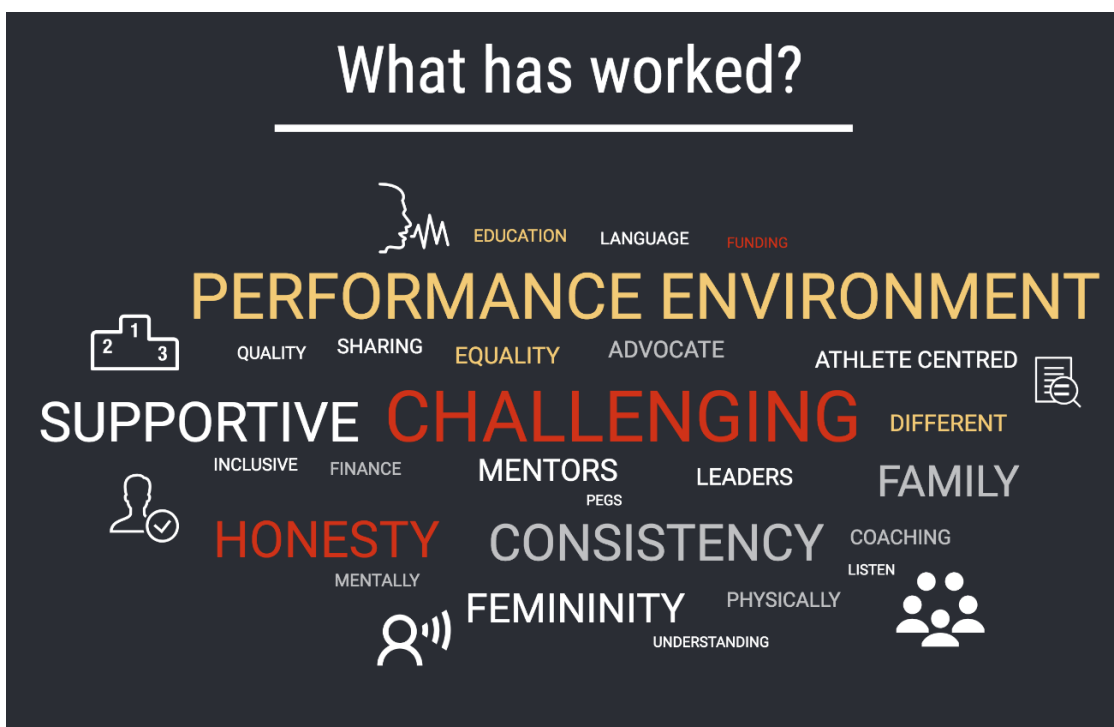 What has worked?
EDUCATION LANGUAGE FUNDING
PERFORMANCE ENVIRONMENT
1
2 3
QUALITY SHARING EQUALITY ADVOCATE ATHLETE CENTRED
SUPPORTIVE CHALLENGING DIFFERENT
INCLUSIVE FINANCE MENTORS LEADERS FAMILY
PEGS
HONESTY CONSISTENCY COACHING
MENTALLY LISTEN
FEMININITY PHYSICALLY
UNDERSTANDING